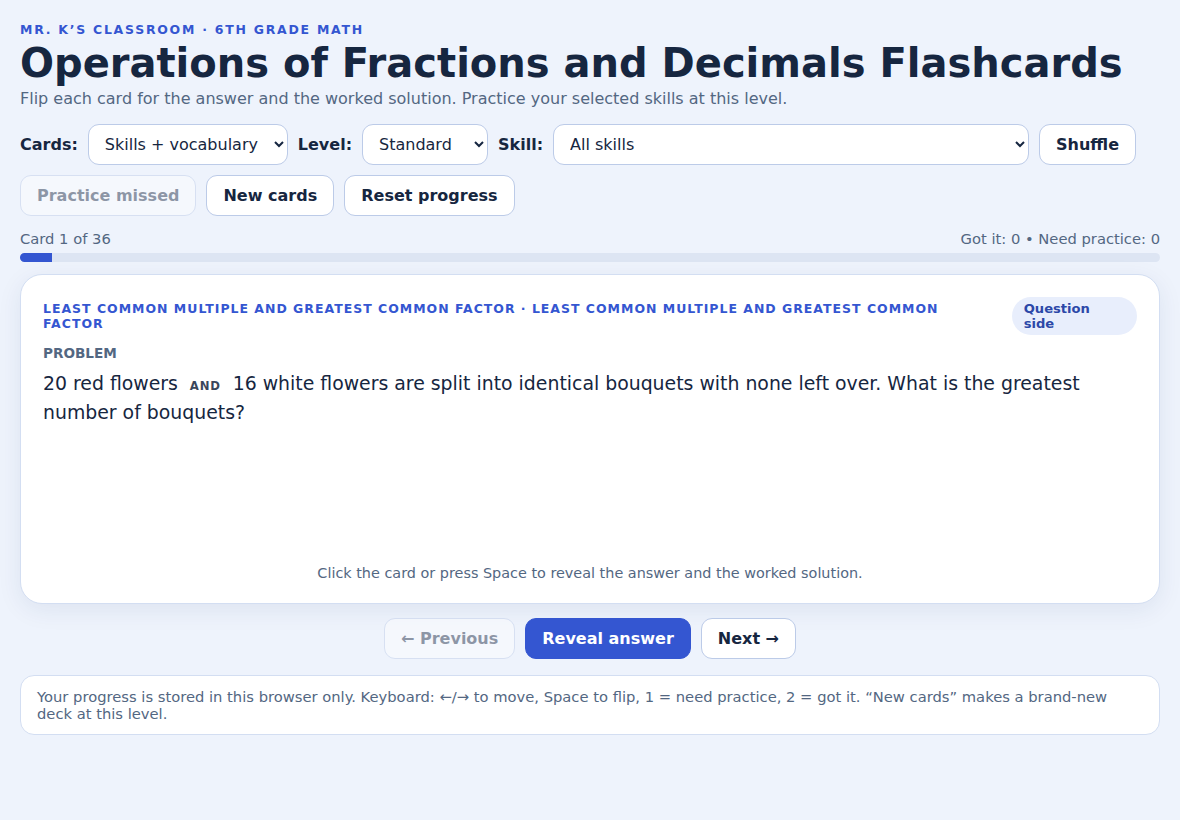 MR. K’S CLASSROOM · 6TH GRADE MATH
Operations of Fractions and Decimals Flashcards
Flip each card for the answer and the worked solution. Practice your selected skills at this level.
Cards: Skills + vocabulary Level: Standard Skill: All skills Shuffle
Practice missed New cards Reset progress
Card 1 of 36 Got it: 0 • Need practice: 0
LEAST COMMON MULTIPLE AND GREATEST COMMON FACTOR · LEAST COMMON MULTIPLE AND GREATEST COMMON
FACTOR
Question
side
PROBLEM
20 red flowers AND 16 white flowers are split into identical bouquets with none left over. What is the greatest
number of bouquets?
Click the card or press Space to reveal the answer and the worked solution.
← Previous Reveal answer Next →
Your progress is stored in this browser only. Keyboard: ←/→ to move, Space to flip, 1 = need practice, 2 = got it. “New cards” makes a brand-new
deck at this level.